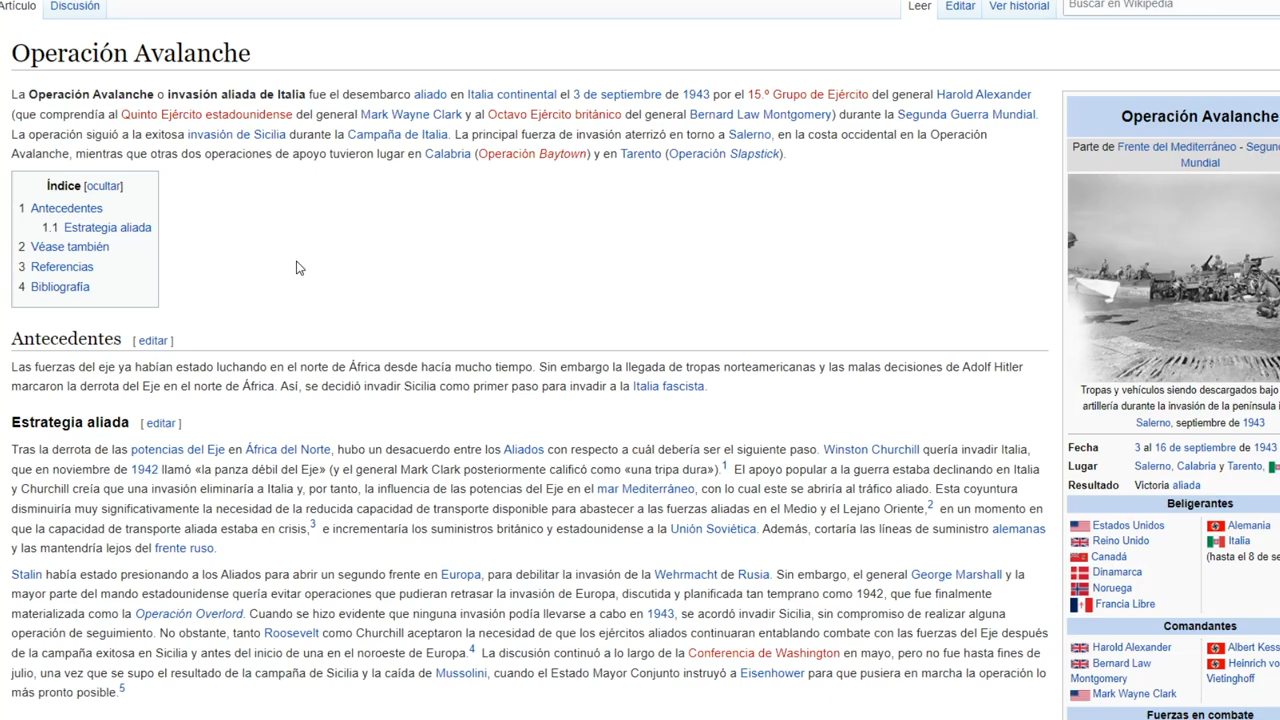 Artículo
Discusión
Leer
Editar
Ver historial
Buscar en Wikipedia
Operación Avalanche
La Operación Avalanche o invasión aliada de Italia fue el desembarco aliado en Italia continental el 3 de septiembre de 1943 por el 15.º Grupo de Ejército del general Harold Alexander
(que comprendía al Quinto Ejército estadounidense del general Mark Wayne Clark y al Octavo Ejército británico del general Bernard Law Montgomery) durante la Segunda Guerra Mundial.
La operación siguió a la exitosa invasión de Sicilia durante la Campaña de Italia. La principal fuerza de invasión aterrizó en torno a Salerno, en la costa occidental en la Operación
Avalanche, mientras que otras dos operaciones de apoyo tuvieron lugar en Calabria (Operación Baytown) y en Tarento (Operación Slapstick).
Índice [ocultar]
1 Antecedentes
1.1 Estrategia aliada
2 Véase también
3 Referencias
4 Bibliografía
Antecedentes [ editar ]
Las fuerzas del eje ya habían estado luchando en el norte de África desde hacía mucho tiempo. Sin embargo la llegada de tropas norteamericanas y las malas decisiones de Adolf Hitler
marcaron la derrota del Eje en el norte de África. Así, se decidió invadir Sicilia como primer paso para invadir a la Italia fascista.
Estrategia aliada [ editar ]
Tras la derrota de las potencias del Eje en África del Norte, hubo un desacuerdo entre los Aliados con respecto a cuál debería ser el siguiente paso. Winston Churchill quería invadir Italia,
que en noviembre de 1942 llamó «la panza débil del Eje» (y el general Mark Clark posteriormente calificó como «una tripa dura»).1 El apoyo popular a la guerra estaba declinando en Italia
y Churchill creía que una invasión eliminaría a Italia y, por tanto, la influencia de las potencias del Eje en el mar Mediterráneo, con lo cual este se abriría al tráfico aliado. Esta coyuntura
disminuiría muy significativamente la necesidad de la reducida capacidad de transporte disponible para abastecer a las fuerzas aliadas en el Medio y el Lejano Oriente,2 en un momento en
que la capacidad de transporte aliada estaba en crisis,3 e incrementaría los suministros británico y estadounidense a la Unión Soviética. Además, cortaría las líneas de suministro alemanas
y las mantendría lejos del frente ruso.
Stalin había estado presionando a los Aliados para abrir un segundo frente en Europa, para debilitar la invasión de la Wehrmacht de Rusia. Sin embargo, el general George Marshall y la
mayor parte del mando estadounidense quería evitar operaciones que pudieran retrasar la invasión de Europa, discutida y planificada tan temprano como 1942, que fue finalmente
materializada como la Operación Overlord. Cuando se hizo evidente que ninguna invasión podía llevarse a cabo en 1943, se acordó invadir Sicilia, sin compromiso de realizar alguna
operación de seguimiento. No obstante, tanto Roosevelt como Churchill aceptaron la necesidad de que los ejércitos aliados continuaran entablando combate con las fuerzas del Eje después
de la campaña exitosa en Sicilia y antes del inicio de una en el noroeste de Europa.4 La discusión continuó a lo largo de la Conferencia de Washington en mayo, pero no fue hasta fines de
julio, una vez que se supo el resultado de la campaña de Sicilia y la caída de Mussolini, cuando el Estado Mayor Conjunto instruyó a Eisenhower para que pusiera en marcha la operación lo
más pronto posible.5
Operación Avalanche
Parte de Frente del Mediterráneo - Segun
Mundial
Tropas y vehículos siendo descargados bajo
artillería durante la invasión de la península i
Salerno, septiembre de 1943
Fecha 3 al 16 de septiembre de 1943
Lugar Salerno, Calabria y Tarento,
Resultado Victoria aliada
Beligerantes
Estados Unidos
Reino Unido
Canadá
Dinamarca
Noruega
Francia Libre
Alemania
Italia
(hasta el 8 de se
Comandantes
Harold Alexander
Bernard Law
Montgomery
Mark Wayne Clark
Albert Kess
Heinrich vo
Vietinghoff
Fuerzas en combate